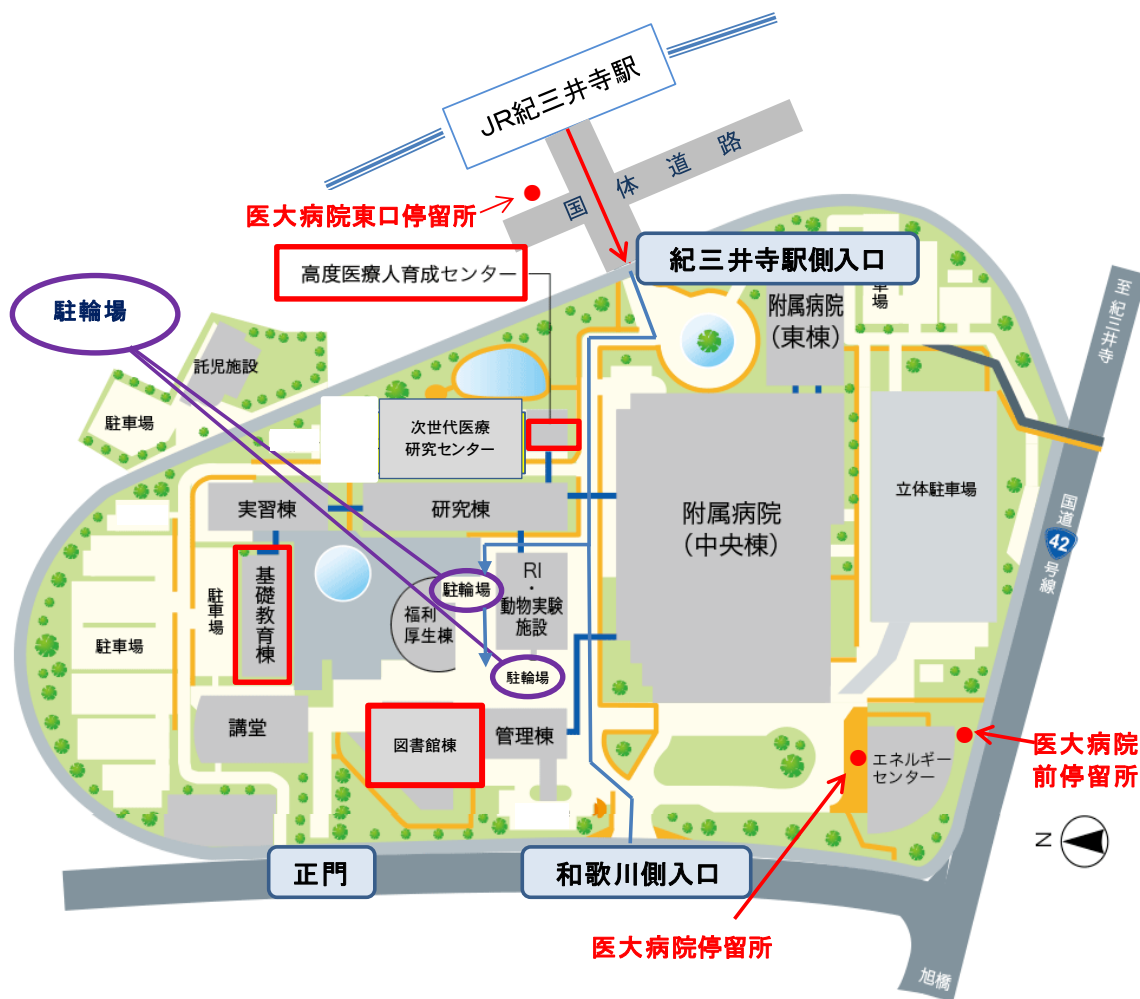 JR紀三井寺駅
国体道路
医大病院東口停留所
紀三井寺駅側入口
高度医療人育成センター
駐輪場
託児施設
駐車場
車場
附属病院
(東棟)
至 紀三井寺
次世代医療
研究センター
立体駐車場
実習棟
研究棟
附属病院
(中央棟)
国道
42
号線
基礎教育棟
駐車場
駐車場
RI
・
動物実験
施設
駐輪場
福利
厚生棟
駐輪場
講堂
図書館棟
管理棟
エネルギー
センター
医大病院
前停留所
N
正門
和歌川側入口
医大病院停留所
旭橋